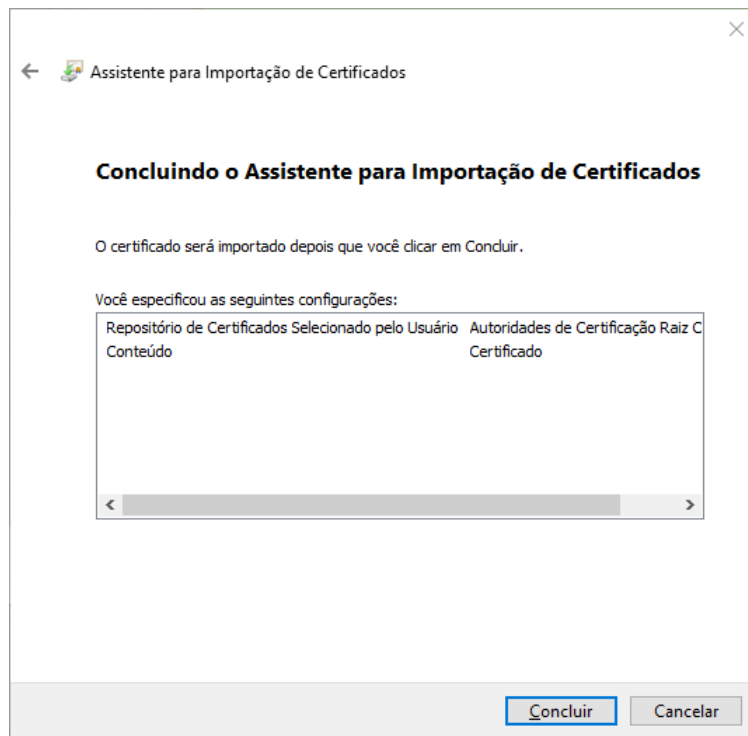 Assistente para Importação de Certificados
Concluindo o Assistente para Importação de Certificados
O certificado será importado depois que você clicar em Concluir.
Você especificou as seguintes configurações:
Repositório de Certificados Selecionado pelo Usuário Autoridades de Certificação Raiz C
Conteúdo Certificado
Concluir Cancelar